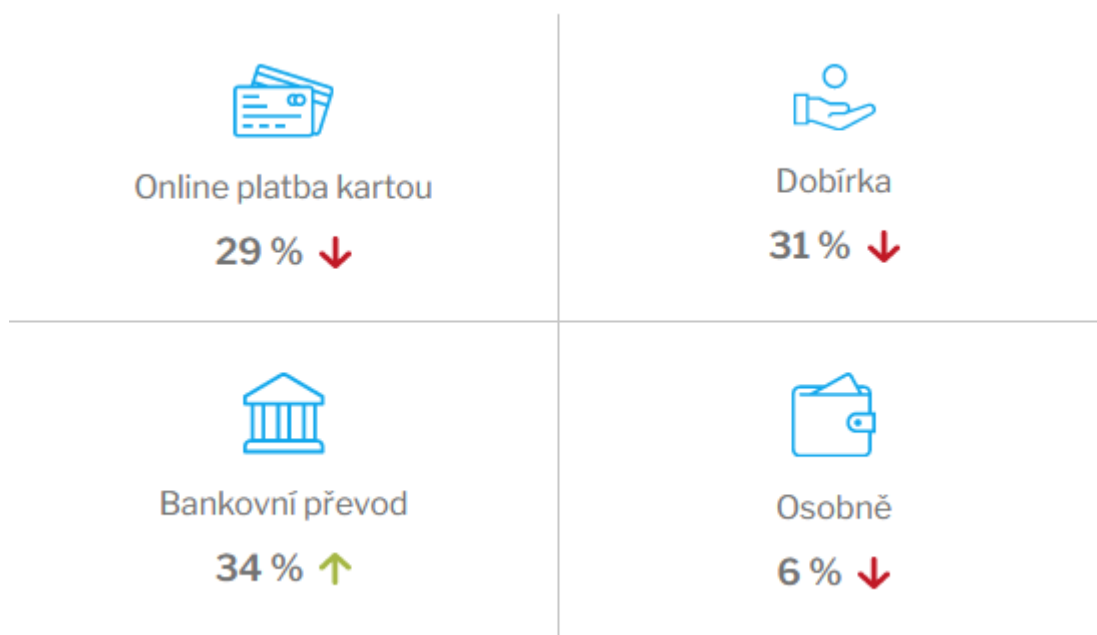 Online platba kartou
29 %
Dobírka
31 %
Bankovní převod
34 %
Osobně
6 %